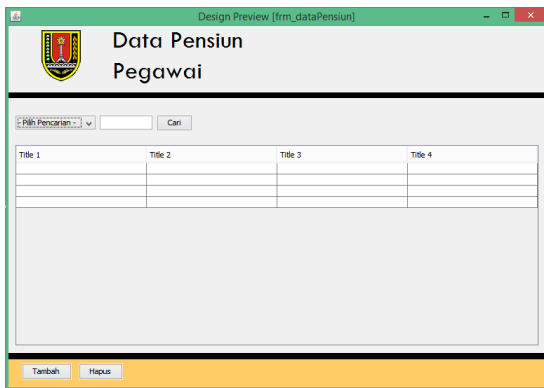 Design Preview [frm_dataPensiun]
Data Pensiun
Pegawai
- Pilih Pencarian -
Cari
Title 1 Title 2 Title 3 Title 4
Tambah Hapus